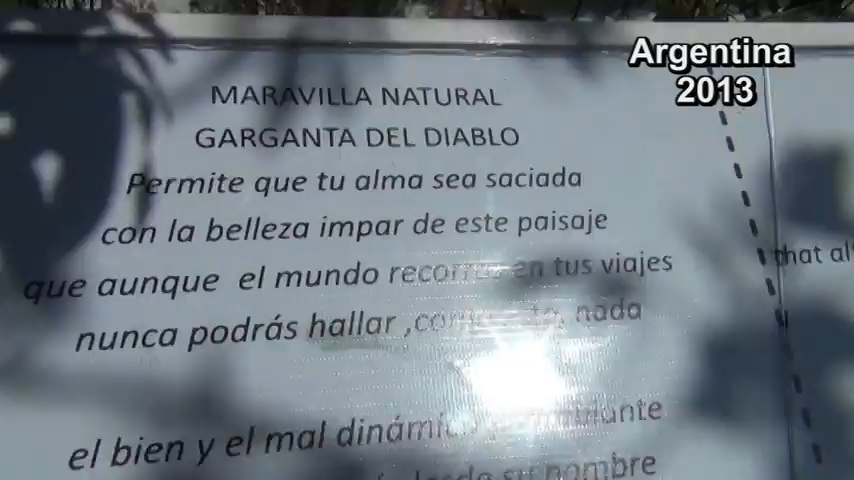 Argentina
2013
MARAVILLA NATURAL
GARGANTA DEL DIABLO
Permite que tu alma sea saciada
con la belleza impar de este paisaje
que aunque el mundo en tus viajes
nunca podrás hallar , nada
el bien y el mal
su nombre
that